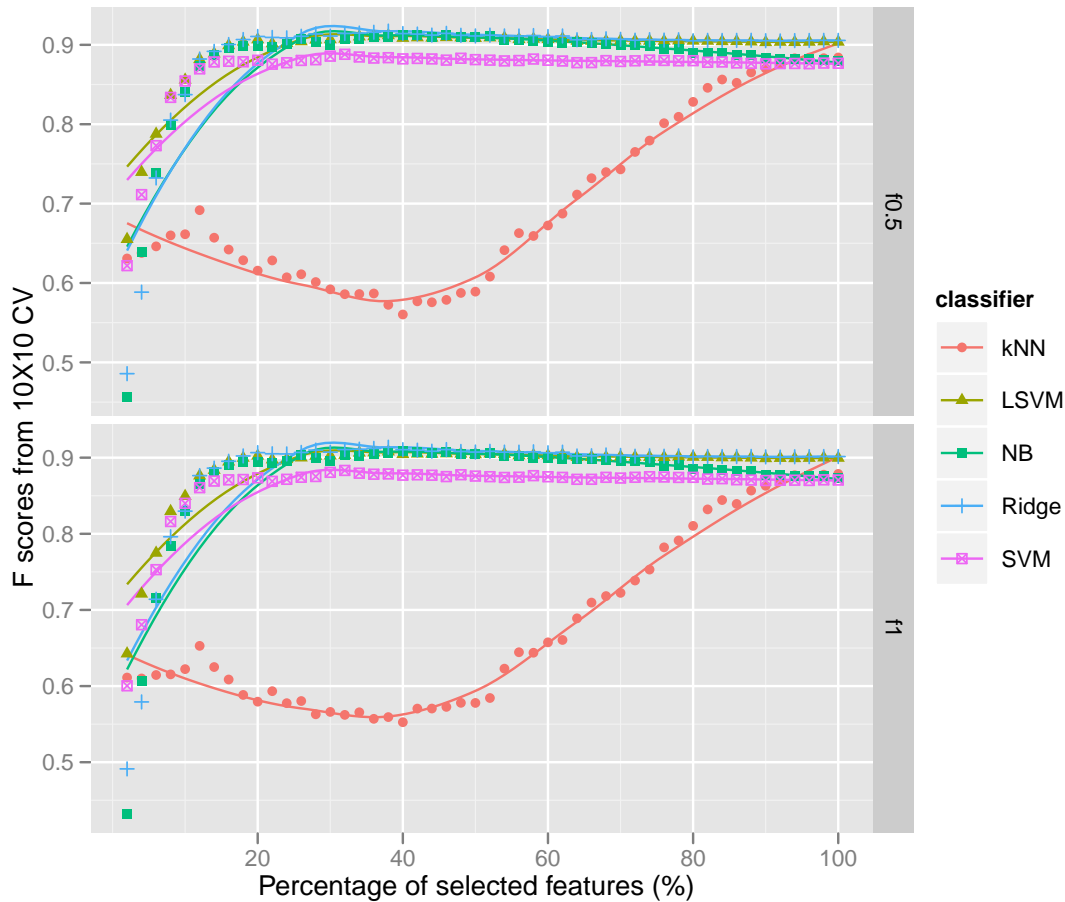 F scores from 10X10 CV
0.9
0.8
0.7
0.6
0.5
f0.5
0.9
0.8
0.7
0.6
0.5
f1
20
40
60
80
100
Percentage of selected features (%)
classifier
kNN
LSVM
NB
Ridge
SVM